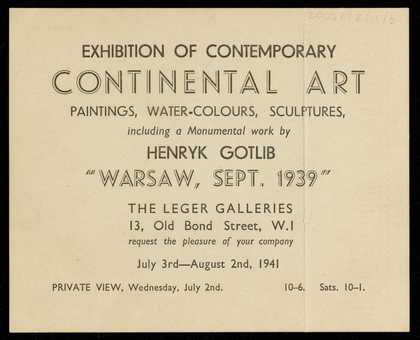 EXHIBITION OF CONTEMPORARY
CONTINENTAL ART
PAINTINGS, WATER-COLOURS, SCULPTURES,
including a Monumental work by
HENRYK GOTLIB
"WARSAW, SEPT. 1939"
THE LEGER GALLERIES
13, Old Bond Street, W.1
request the pleasure of your company
July 3rd—August 2nd, 1941
PRIVATE VIEW, Wednesday, July 2nd. 10-6. Sats. 10-1.